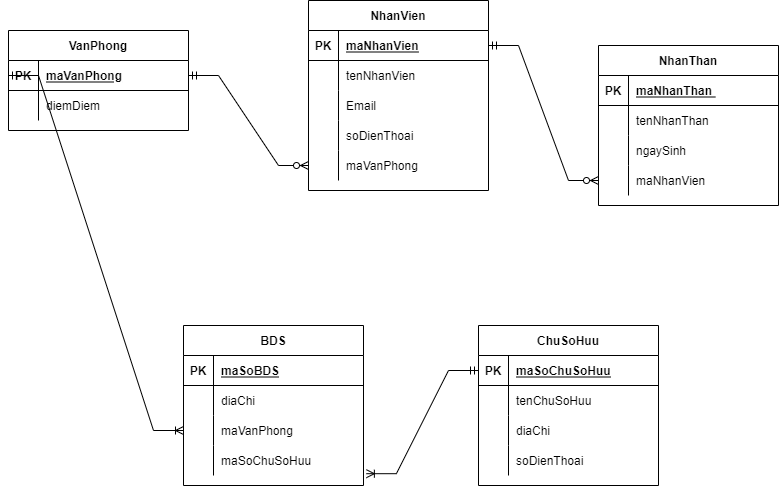 VanPhong
PK maVanPhong
diemDiem
NhanVien
PK maNhanVien
tenNhanVien
Email
soDienThoai
maVanPhong
NhanThan
PK maNhanThan
tenNhanThan
ngaySinh
maNhanVien
BDS
PK maSoBDS
diaChi
maVanPhong
maSoChuSoHuu
ChuSoHuu
PK maSoChuSoHuu
tenChuSoHuu
diaChi
soDienThoai